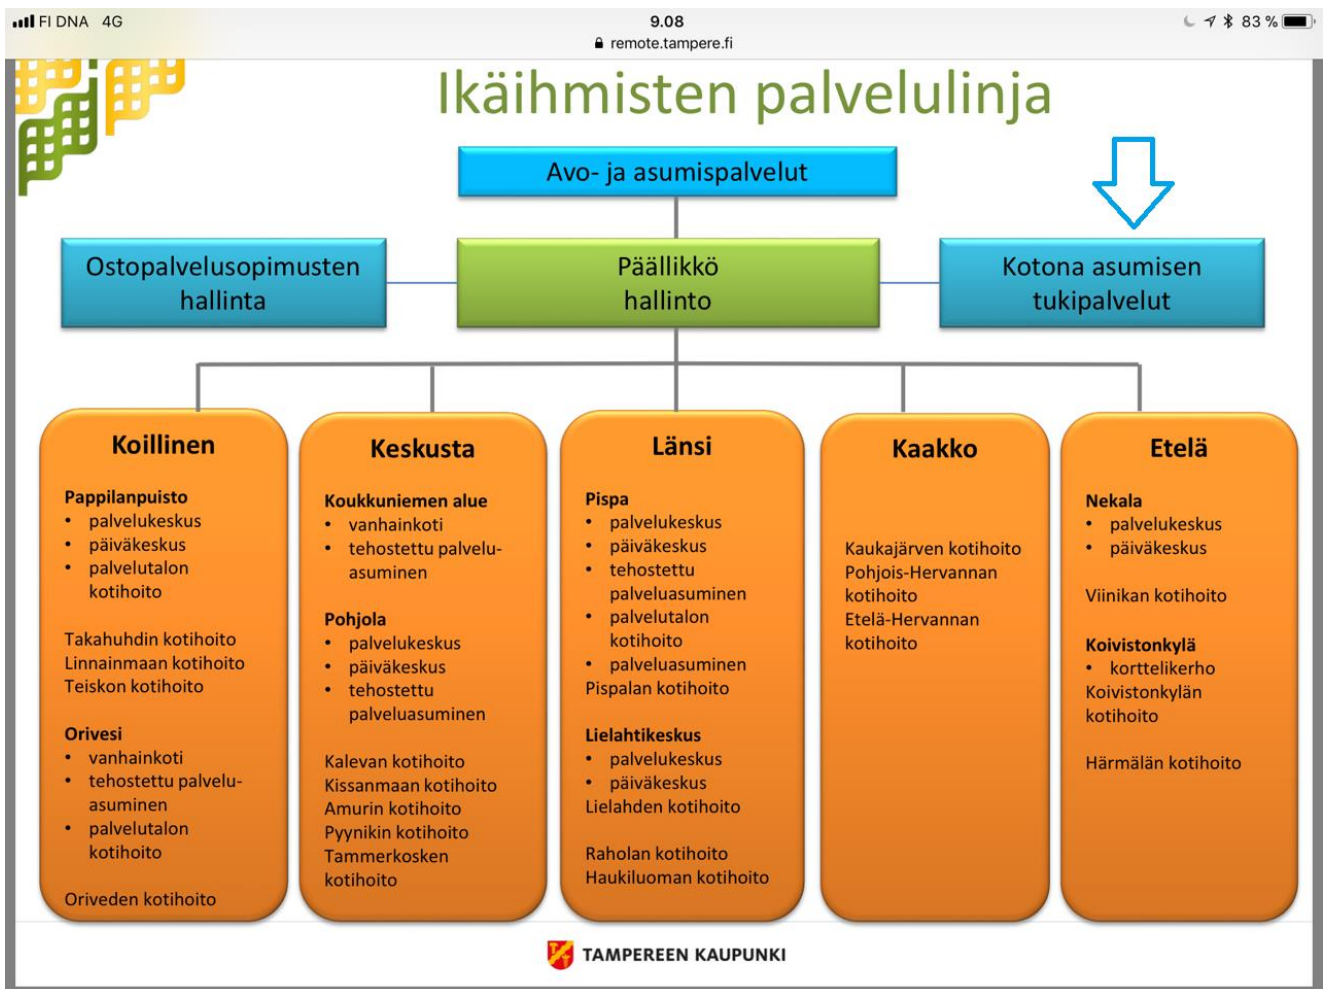 FI DNA 4G
9.08
83 %
remote.tampere.fi
Ikäihmisten palvelulinja
Avo- ja asumispalvelut
Ostopalvelusopimusten
hallinta
Päällikkö
hallinto
Kotona asumisen
tukipalvelut
Koillinen
Pappilanpuisto
• palvelukeskus
• päiväkeskus
• palvelutalon
kotihoito
Takahuhdin kotihoito
Linnainmaan kotihoito
Teiskon kotihoito
Orivesi
• vanhainkoti
• tehostettu palvelu-
asuminen
• palvelutalon
kotihoito
Oriveden kotihoito
Keskusta
Koukkuniemen alue
• vanhainkoti
• tehostettu palvelu-
asuminen
Pohjola
• palvelukeskus
• päiväkeskus
• tehostettu
palveluasuminen
Kalevan kotihoito
Kissanmaan kotihoito
Amurin kotihoito
Pyynikin kotihoito
Tammerkosken
kotihoito
Länsi
Pispa
• palvelukeskus
• päiväkeskus
• tehostettu
palveluasuminen
• palvelutalon
kotihoito
• palveluasuminen
Pispalan kotihoito
Lielahtikeskus
• palvelukeskus
• päiväkeskus
Lielahden kotihoito
Raholan kotihoito
Haukiluoman kotihoito
Kaakko
Kaukajärven kotihoito
Pohjois-Hervannan
kotihoito
Etelä-Hervannan
kotihoito
Etelä
Nekala
• palvelukeskus
• päiväkeskus
Viinikan kotihoito
Koivistonkylä
• korttelikerho
Koivistonkylän
kotihoito
Härmälän kotihoito
TAMPEREEN KAUPUNKI